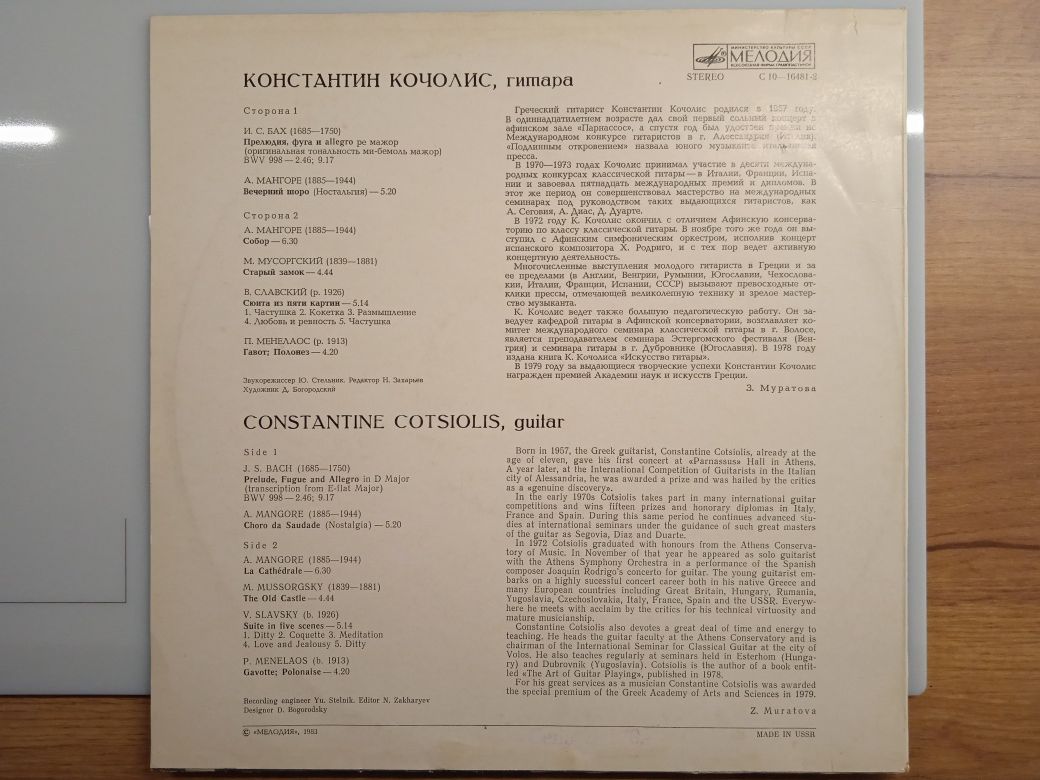 МИНИСТЕРСТВО КУЛЬТУРЫ СССР
МЕЛОДИЯ
ВСЕСОЮЗНАЯ ФИРМА ГРАМПЛАСТИНОК
STEREO С 10—16481-2
КОНСТАНТИН КОЧОЛИС, гитара
Сторона 1
И. С. БАХ (1685—1750)
Прелюдия, фуга и allegro ре мажор
(оригинальная тональность ми-бемоль мажор)
BWV 998 — 2.46; 9.17
А. МАНГОРЕ (1885—1944)
Вечерний шоро (Ностальгия) — 5.20
Сторона 2
А. МАНГОРЕ (1885—1944)
Собор — 6.30
М. МУСОРГСКИЙ (1839—1881)
Старый замок — 4.44
В. СЛАВСКИЙ (р. 1926)
Сюита из пяти картин — 5.14
1. Частушка 2. Кокетка 3. Размышление
4. Любовь и ревность 5. Частушка
П. МЕНЕЛАОС (р. 1913)
Гавот; Полонез — 4.20
Звукорежиссер Ю. Стельник. Редактор Н. Захарьев
Художник Д. Богородский
Греческий гитарист Константин Кочолис родился в 1957 году.
В одиннадцатилетнем возрасте дал свой первый сольный концерт в
афинском зале «Парнассос», а спустя год был удостоен премии на
Международном конкурсе гитаристов в г. Алессандрия (Италия).
«Подлинным откровением» назвала юного музыканта итальянская
пресса.
В 1970—1973 годах Кочолис принимал участие в десяти междуна-
родных конкурсах классической гитары — в Италии, Франции, Испа-
нии и завоевал пятнадцать международных премий и дипломов. В
этот же период он совершенствовал мастерство на международных
семинарах под руководством таких выдающихся гитаристов, как
А. Сеговия, А. Диас, Д. Дуарте.
В 1972 году К. Кочолис окончил с отличием Афинскую консерва-
торию по классу классической гитары. В ноябре того же года он вы-
ступил с Афинским симфоническим оркестром, исполнив концерт
испанского композитора Х. Родриго, и с тех пор ведет активную
концертную деятельность.
Многочисленные выступления молодого гитариста в Греции и за
ее пределами (в Англии, Венгрии, Румынии, Югославии, Чехослова-
кии, Италии, Франции, Испании, СССР) вызывают превосходные от-
клики прессы, отмечающей великолепную технику и зрелое мастер-
ство музыканта.
К. Кочолис ведет также большую педагогическую работу. Он за-
ведует кафедрой гитары в Афинской консерватории, возглавляет ко-
митет международного семинара классической гитары в г. Волосе,
является преподавателем семинара Эстергомского фестиваля (Вен-
грия) и семинара гитары в г. Дубровнике (Югославия). В 1978 году
издана книга К. Кочолиса «Искусство гитары».
В 1979 году за выдающиеся творческие успехи Константин Кочолис
награжден премией Академии наук и искусств Греции.
З. Муратова
CONSTANTINE COTSIOLIS, guitar
Side 1
J. S. BACH (1685—1750)
Prelude, Fugue and Allegro in D Major
(transcription from E-flat Major)
BWV 998 — 2.46; 9.17
A. MANGORE (1885—1944)
Choro da Saudade (Nostalgia) — 5.20
Side 2
A. MANGORE (1885—1944)
La Cathédrale — 6.30
M. MUSSORGSKY (1839—1881)
The Old Castle — 4.44
V. SLAVSKY (b. 1926)
Suite in five scenes — 5.14
1. Ditty 2. Coquette 3. Meditation
4. Love and Jealousy 5. Ditty
P. MENELAOS (b. 1913)
Gavotte; Polonaise — 4.20
Recording engineer Yu. Stelnik. Editor N. Zakharyev
Designer D. Bogorodsky
Born in 1957, the Greek guitarist, Constantine Cotsiolis, already at the
age of eleven, gave his first concert at «Parnassus» Hall in Athens.
A year later, at the International Competition of Guitarists in the Italian
city of Alessandria, he was awarded a prize and was hailed by the critics
as a «genuine discovery».
In the early 1970s Cotsiolis takes part in many international guitar
competitions and wins fifteen prizes and honorary diplomas in Italy,
France and Spain. During this same period he continues advanced stu-
dies at international seminars under the guidance of such great masters
of the guitar as Segovia, Diaz and Duarte.
In 1972 Cotsiolis graduated with honours from the Athens Conserva-
tory of Music. In November of that year he appeared as solo guitarist
with the Athens Symphony Orchestra in a performance of the Spanish
composer Joaquin Rodrigo's concerto for guitar. The young guitarist em-
barks on a highly sucessful concert career both in his native Greece and
many European countries including Great Britain, Hungary, Rumania,
Yugoslavia, Czechoslovakia, Italy, France, Spain and the USSR. Everyw-
here he meets with acclaim by the critics for his technical virtuosity and
mature musicianship.
Constantine Cotsiolis also devotes a great deal of time and energy to
teaching. He heads the guitar faculty at the Athens Conservatory and is
chairman of the International Seminar for Classical Guitar at the city of
Volos. He also teaches regularly at seminars held in Esterhom (Hunga-
ry) and Dubrovnik (Yugoslavia). Cotsiolis is the author of a book entit-
led «The Art of Guitar Playing», published in 1978.
For his great services as a musician Constantine Cotsiolis was awarded
the special premium of the Greek Academy of Arts and Sciences in 1979.
Z. Muratova
© «МЕЛОДИЯ», 1983
MADE IN USSR